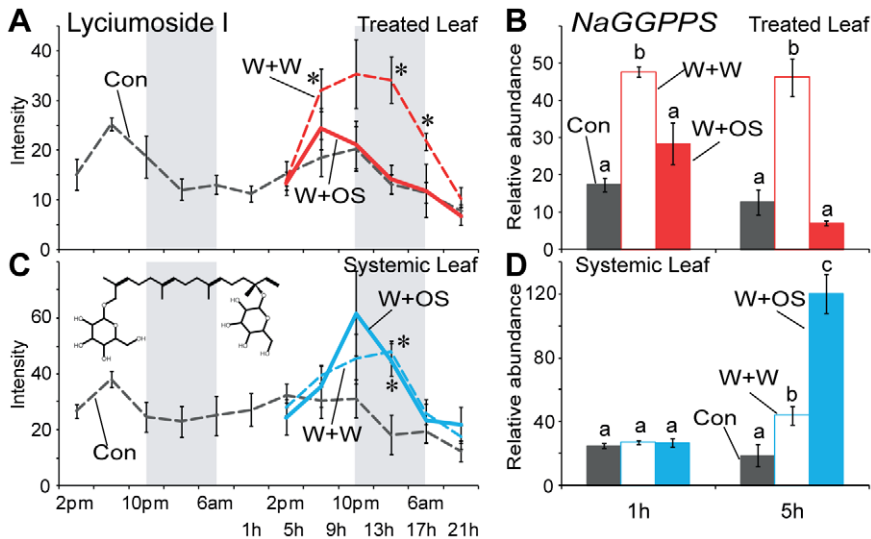 A Lyciumoside I Treated Leaf
Intensity
40
30
20
10
0
Con
W+W
W+OS
*
*
*
B NaGGPPS Treated Leaf
Relative abundance
50
40
30
20
10
0
Con
W+W
W+OS
a b a
a b a
C Systemic Leaf
Intensity
60
40
20
0
Con
W+OS
W+W
*
*
2pm 10pm 6am 2pm 10pm 6am
1h 5h 9h 13h 17h 21h
D Systemic Leaf
Relative abundance
120
80
40
0
a a a
a b c
Con
W+W
W+OS
1h 5h